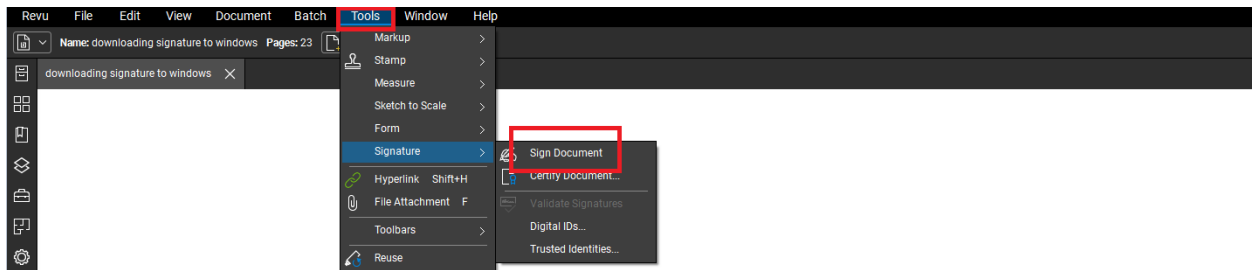 Revu File Edit View Document Batch Tools Window Help
Name: downloading signature to windows Pages: 23
Markup
Stamp
downloading signature to windows
Measure
Sketch to Scale
Form
Signature
Sign Document
Certify Document...
Hyperlink Shift+H
File Attachment F
Validate Signatures
Toolbars
Digital IDs...
Trusted Identities...
Reuse